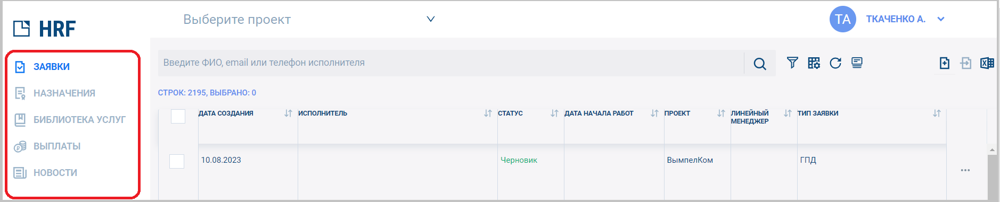 HRF
Выберите проект
ТА
ТКАЧЕНКО А.
ЗАЯВКИ
НАЗНАЧЕНИЯ
БИБЛИОТЕКА УСЛУГ
ВЫПЛАТЫ
НОВОСТИ
Введите ФИО, email или телефон исполнителя
СТРОК: 2195, ВЫБРАНО: 0
ДАТА СОЗДАНИЯ ИСПОЛНИТЕЛЬ СТАТУС ДАТА НАЧАЛА РАБОТ ПРОЕКТ ЛИНЕЙНЫЙ ТИП ЗАЯВКИ
МЕНЕДЖЕР
10.08.2023 Черновик ВымпелКом ГПД